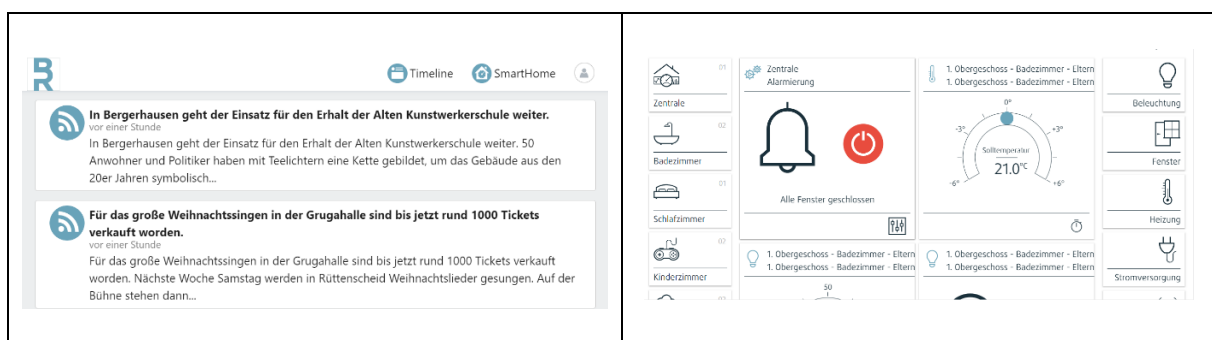 BR
Timeline
SmartHome
In Bergerhausen geht der Einsatz für den Erhalt der Alten Kunstwerkerschule weiter.
vor einer Stunde
In Bergerhausen geht der Einsatz für den Erhalt der Alten Kunstwerkerschule weiter. 50
Anwohner und Politiker haben mit Teelichtern eine Kette gebildet, um das Gebäude aus den
20er Jahren symbolisch...
Für das große Weihnachtssingen in der Grugahalle sind bis jetzt rund 1000 Tickets
verkauft worden.
vor einer Stunde
Für das große Weihnachtssingen in der Grugahalle sind bis jetzt rund 1000 Tickets verkauft
worden. Nächste Woche Samstag werden in Rüttenscheid Weihnachtslieder gesungen. Auf der
Bühne stehen dann...
01
Zentrale
02
Badezimmer
01
Schlafzimmer
02
Kinderzimmer
02
Zentrale
Alarmierung
Alle Fenster geschlossen
1. Obergeschoss - Badezimmer - Eltern
1. Obergeschoss - Badezimmer - Eltern
0°
-3°
+3°
Solltemperatur
21.0°C
-6°
+6°
1. Obergeschoss - Badezimmer - Eltern
1. Obergeschoss - Badezimmer - Eltern
50
1. Obergeschoss - Badezimmer - Eltern
1. Obergeschoss - Badezimmer - Eltern
Beleuchtung
Fenster
Heizung
Stromversorgung